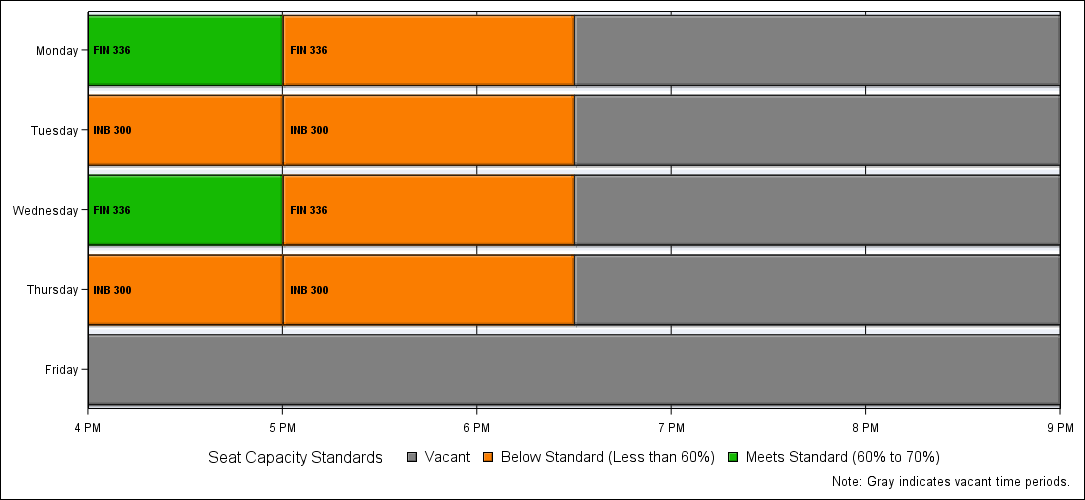 Monday
FIN 336
FIN 336
Tuesday
INB 300
INB 300
Wednesday
FIN 336
FIN 336
Thursday
INB 300
INB 300
Friday
4 PM 5 PM 6 PM 7 PM 8 PM 9 PM
Seat Capacity Standards Vacant Below Standard (Less than 60%) Meets Standard (60% to 70%)
Note: Gray indicates vacant time periods.